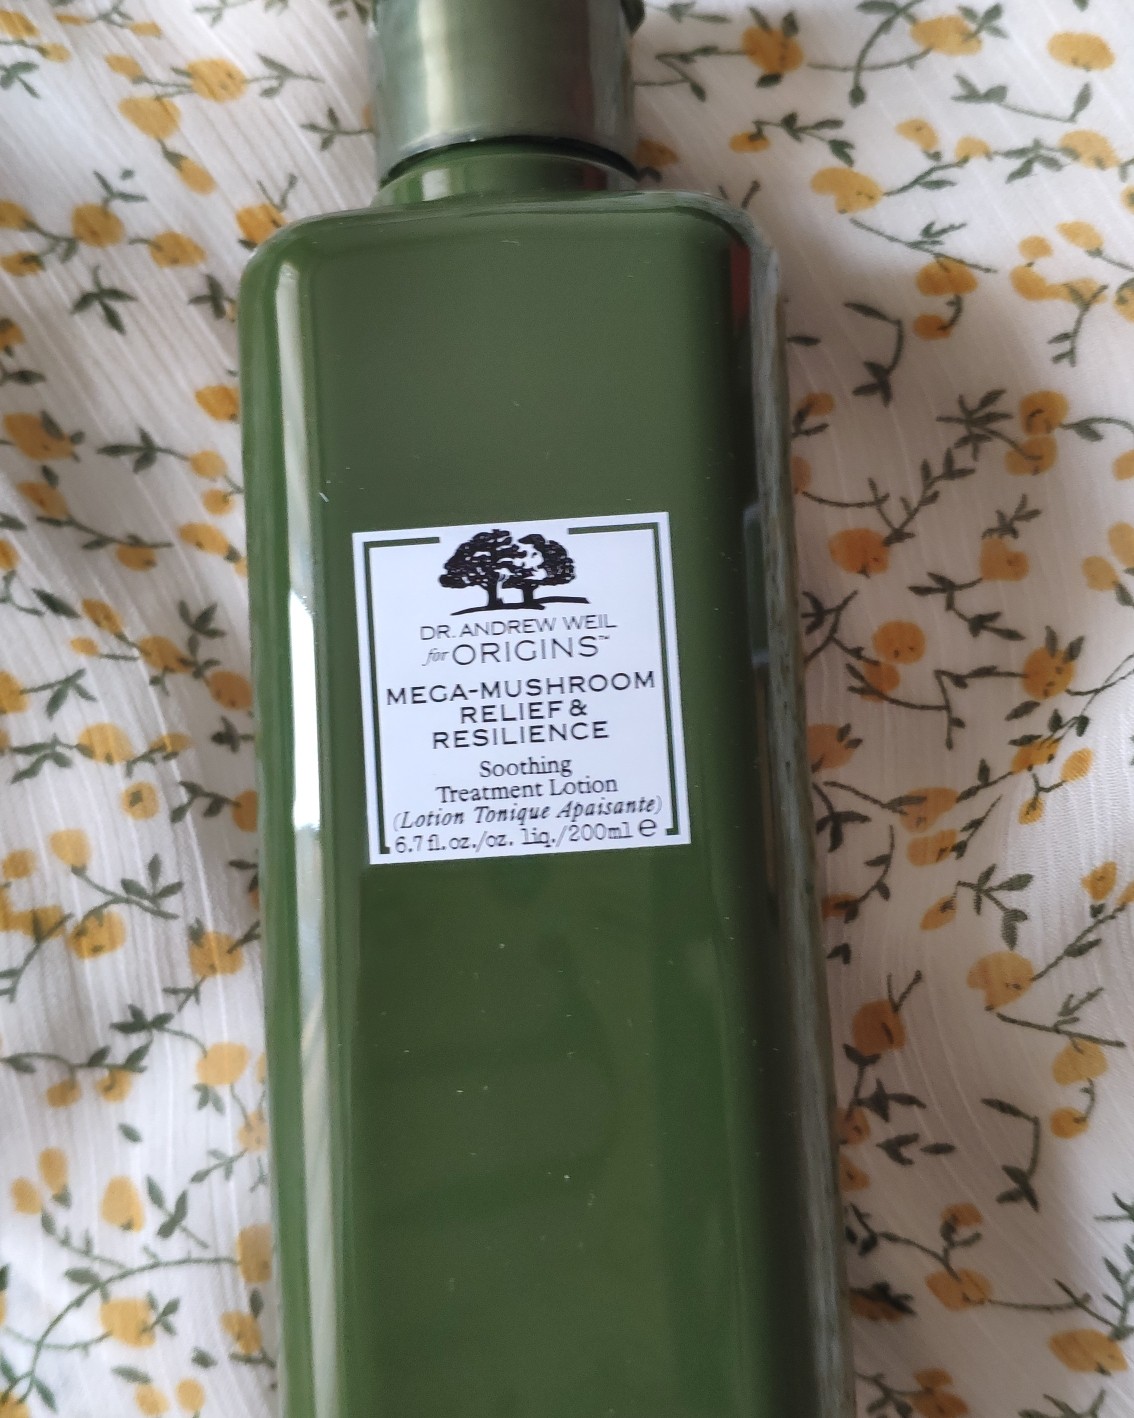 DR. ANDREW WEIL
for ORIGINS™
MEGA-MUSHROOM
RELIEF &
RESILIENCE
Soothing
Treatment Lotion
(Lotion Tonique Apaisante)
6.7 fl. oz./oz. liq./200ml ℮